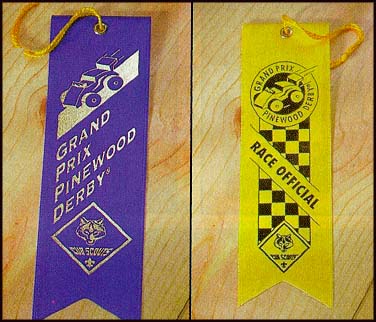 GRAND
PRIX
PINEWOOD
DERBY®
CUB SCOUTS
GRAND PRIX
PINEWOOD DERBY
RACE OFFICIAL
CUB SCOUTS